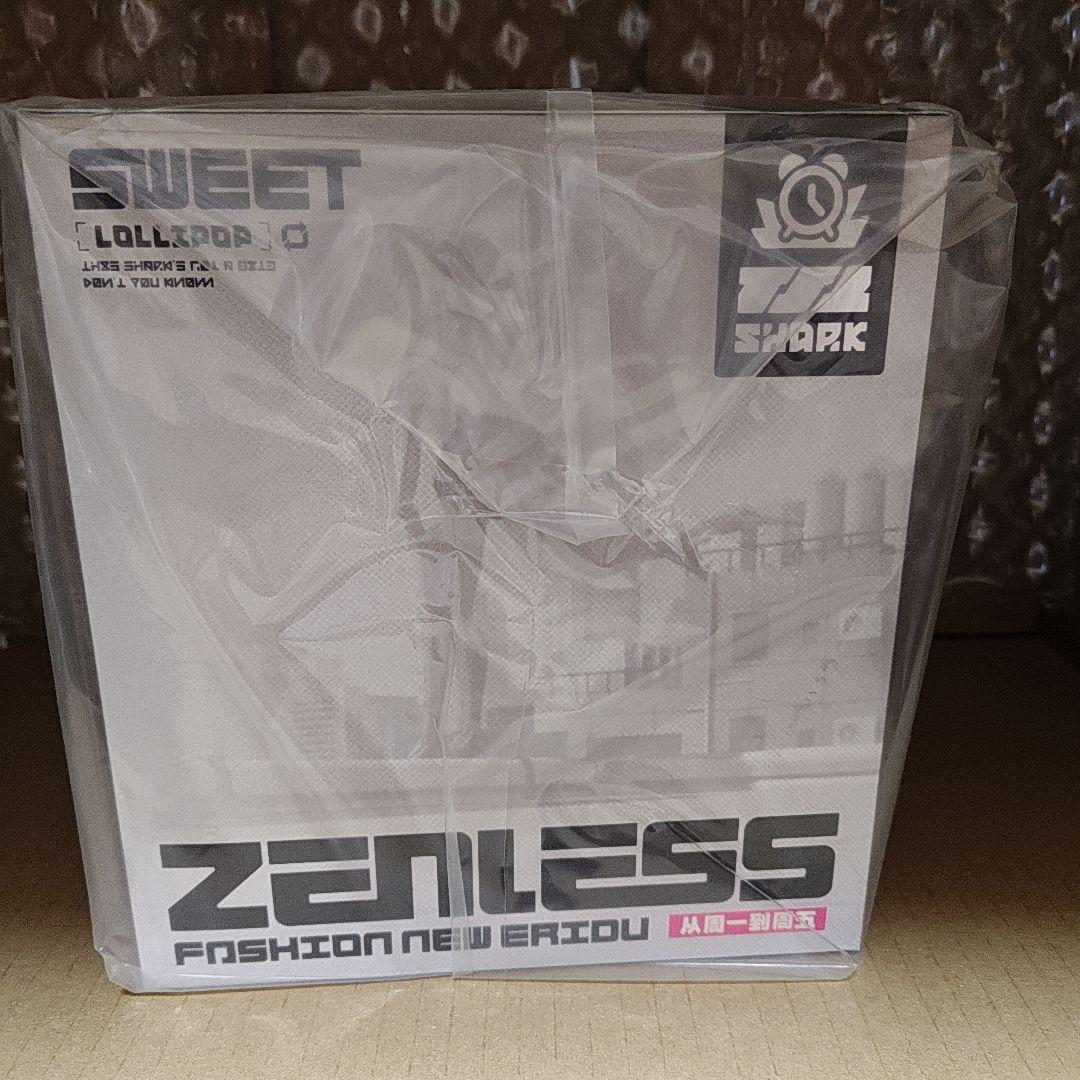 SWEET
[LOLLIPOP]
THIS SHARK'S GOT A BITE
DON'T YOU KNOW
ZZZ
SHARK
ZENLESS
FASHION NEW ERIDU
从周一到周五